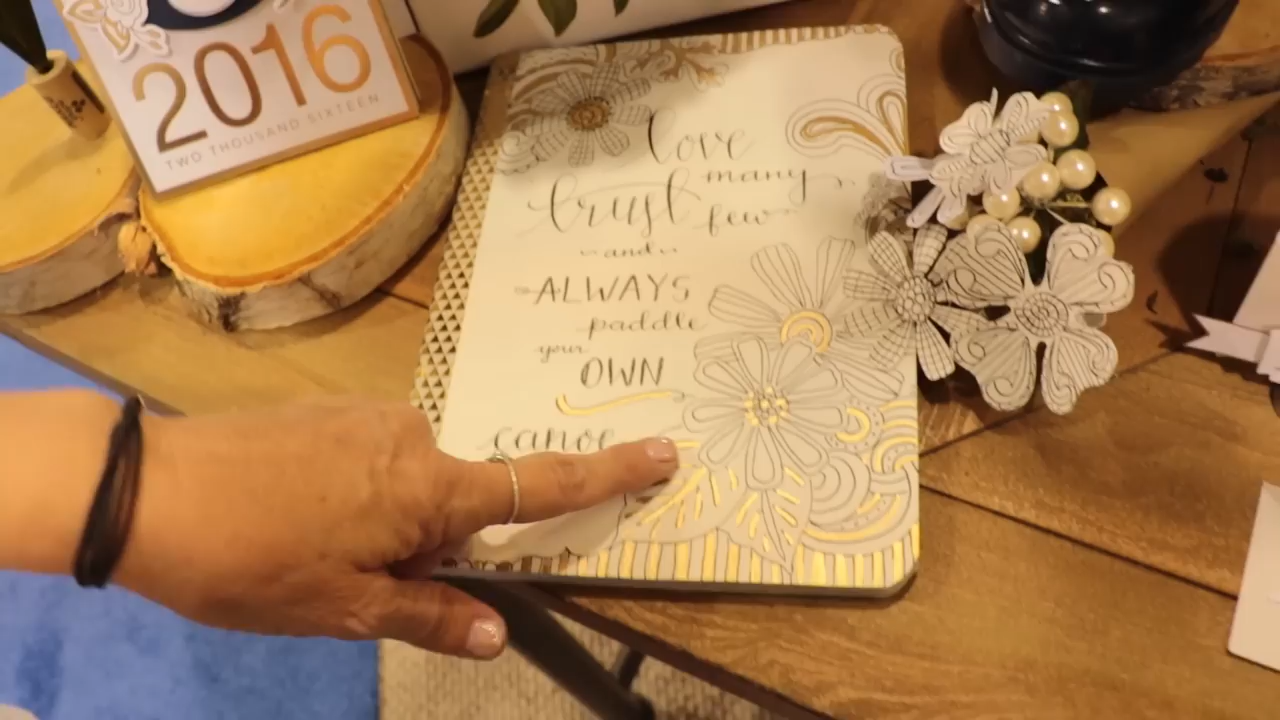 2016
TWO THOUSAND SIXTEEN
love
many
trust few
and
ALWAYS
paddle
your
OWN
canoe